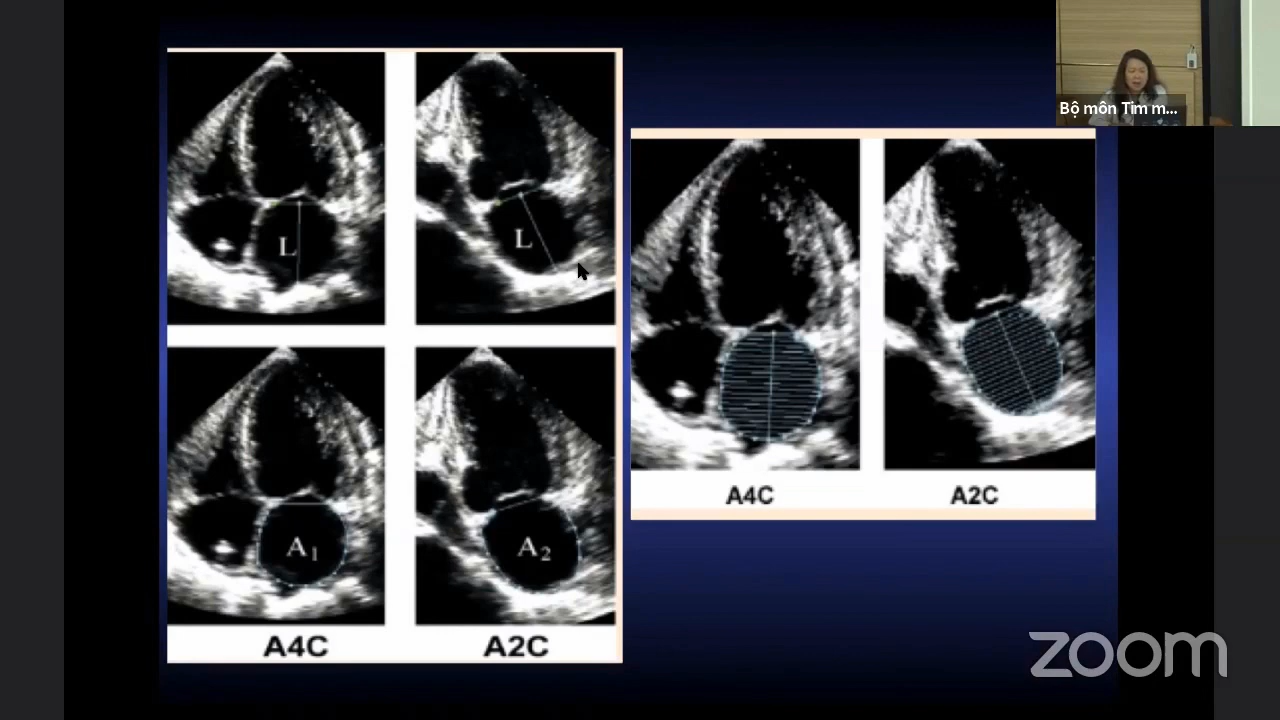 L
L
A1
A2
A4C
A2C
A4C
A2C
Bộ môn Tim m...
zoom